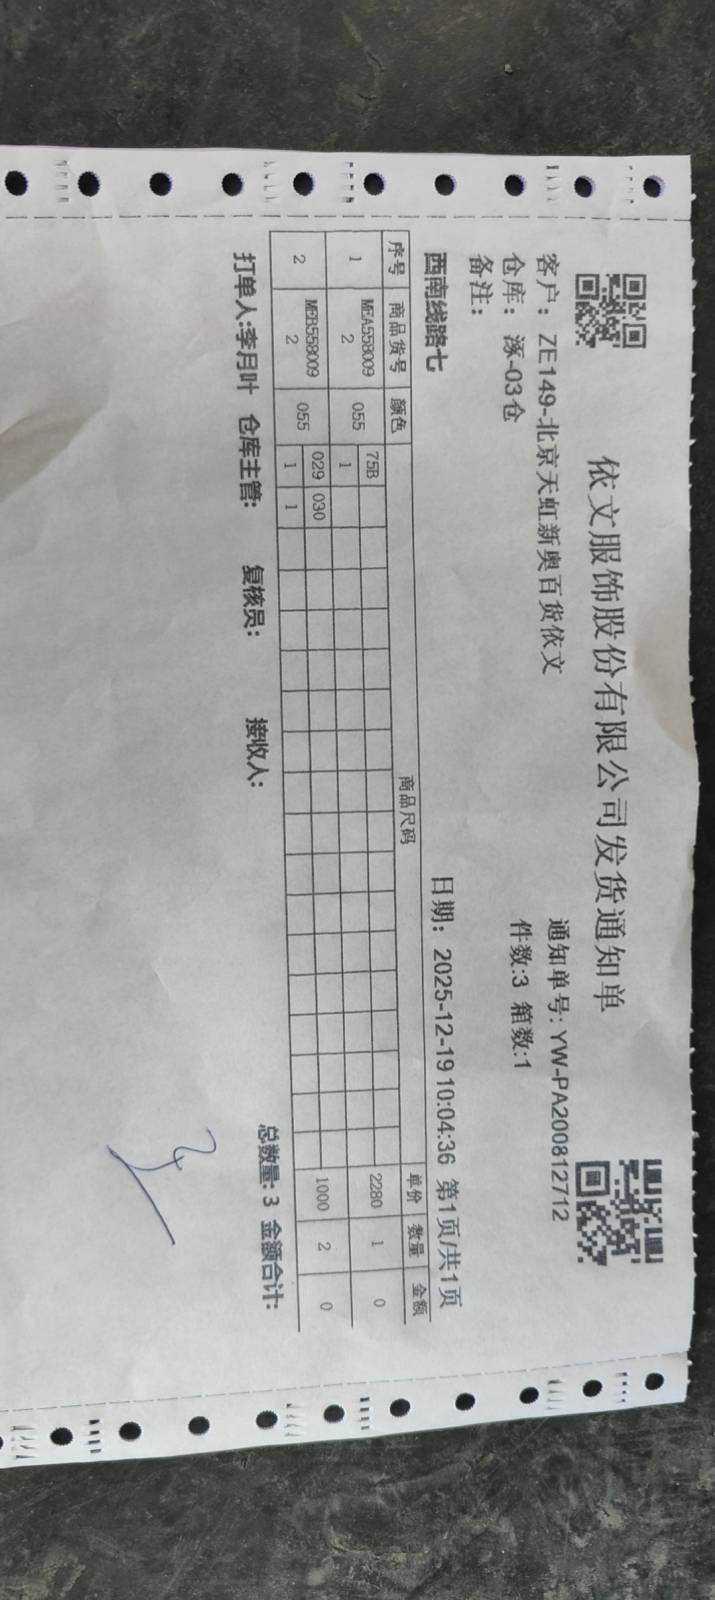 依文服饰股份有限公司发货通知单
客户：ZE149-北京天虹新奥百货依文 通知单号：YW-PA200812712
仓库：涿-03仓 件数:3 箱数:1
备注：
西南线路七 日期：2025-12-19 10:04:36 第1页/共1页
序号 商品货号 颜色 商品尺码 单价 数量 金额
1 MEA558009 2 055 75B 1 2280 1 0
2 055 029 030 1 1 1000 2 0
打单人:李月叶 仓库主管: 复核员: 接收人: 总数量: 3 金额合计: